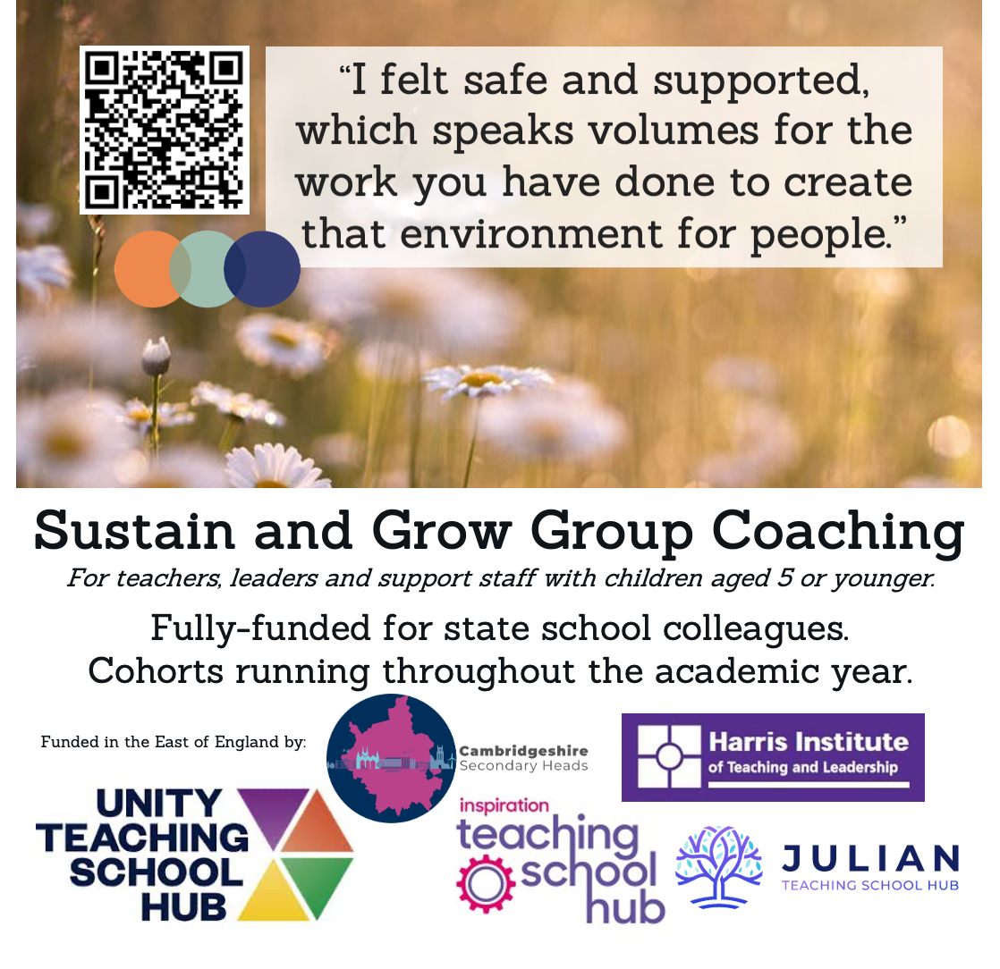 “I felt safe and supported,
which speaks volumes for the
work you have done to create
that environment for people.”
Sustain and Grow Group Coaching
For teachers, leaders and support staff with children aged 5 or younger.
Fully-funded for state school colleagues.
Cohorts running throughout the academic year.
Funded in the East of England by:
Cambridgeshire
Secondary Heads
Harris Institute
of Teaching and Leadership
UNITY
TEACHING
SCHOOL
HUB
inspiration
teaching
school
hub
JULIAN
TEACHING SCHOOL HUB